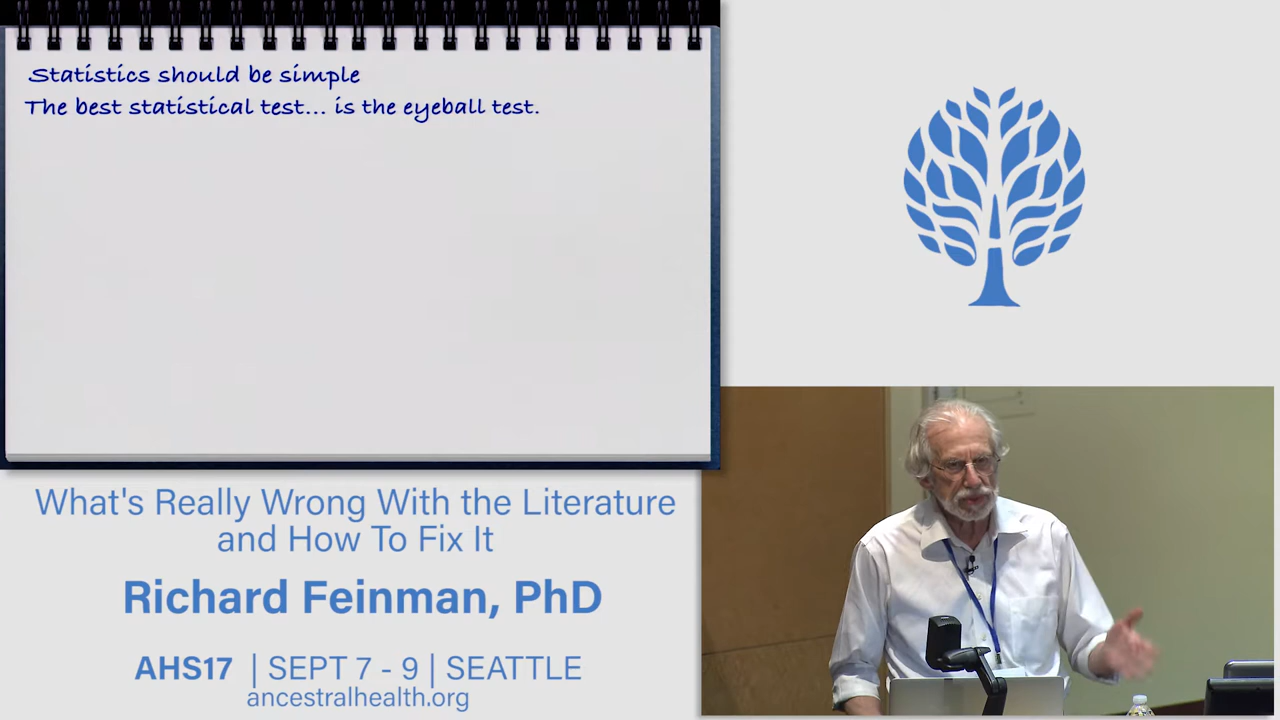 Statistics should be simple
The best statistical test... is the eyeball test.
What's Really Wrong With the Literature
and How To Fix It
Richard Feinman, PhD
AHS17 | SEPT 7 - 9 | SEATTLE
ancestralhealth.org